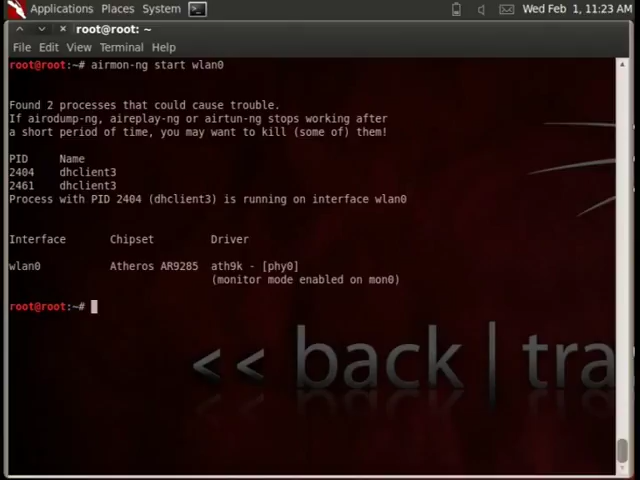 Applications Places System Wed Feb 1, 11:23 AM
root@root: ~
File Edit View Terminal Help
root@root:~# airmon-ng start wlan0
Found 2 processes that could cause trouble.
If airodump-ng, aireplay-ng or airtun-ng stops working after
a short period of time, you may want to kill (some of) them!
PID Name
2404 dhclient3
2461 dhclient3
Process with PID 2404 (dhclient3) is running on interface wlan0
Interface Chipset Driver
wlan0 Atheros AR9285 ath9k - [phy0]
(monitor mode enabled on mon0)
root@root:~#
<< back | tra